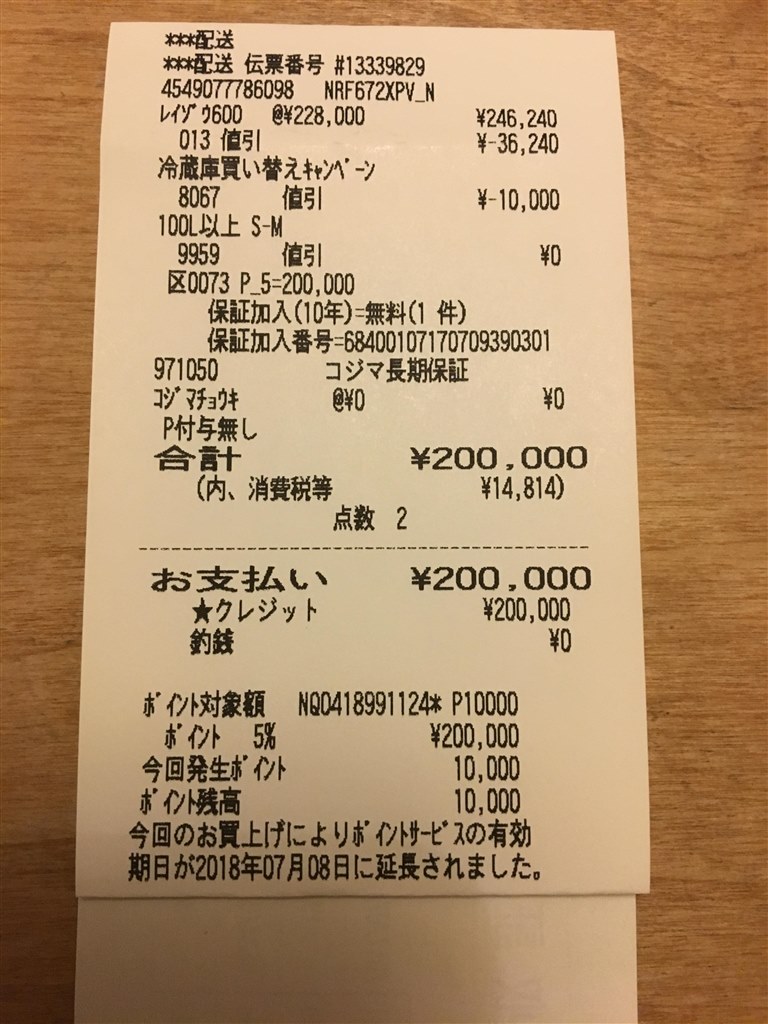 ***配送
***配送 伝票番号 #13339829
4549077786098 NRF672XPV_N
ﾚｲｿﾞｳ600 @¥228,000 ¥246,240
013 値引 ¥-36,240
冷蔵庫買い替えｷｬﾝﾍﾟｰﾝ
8067 値引 ¥-10,000
100L以上 S-M
9959 値引 ¥0
区0073 P_5=200,000
保証加入(10年)=無料(1 件)
保証加入番号=68400107170709390301
971050 コジマ長期保証
ｺｼﾞﾏﾁｮｳｷ @¥0 ¥0
P付与無し
合計 ¥200,000
(内、消費税等 ¥14,814)
点数 2
お支払い ¥200,000
★クレジット ¥200,000
釣銭 ¥0
ﾎﾟｲﾝﾄ対象額 NQ0418991124* P10000
ﾎﾟｲﾝﾄ 5% ¥200,000
今回発生ﾎﾟｲﾝﾄ 10,000
ﾎﾟｲﾝﾄ残高 10,000
今回のお買上げによりﾎﾟｲﾝﾄｻｰﾋﾞｽの有効
期日が2018年07月08日に延長されました。